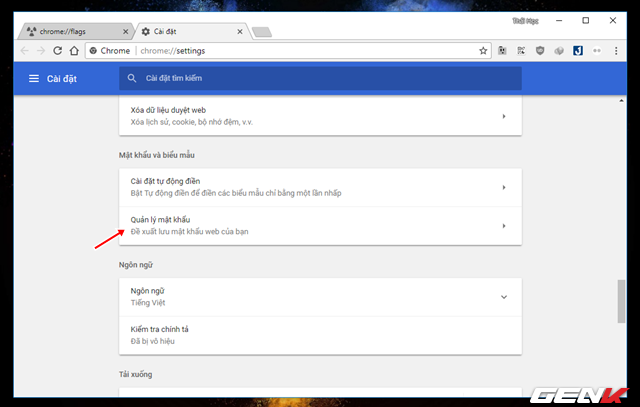 Thái Học
chrome://flags
Cài đặt
Chrome
chrome://settings
Cài đặt
Cài đặt tìm kiếm
Xóa dữ liệu duyệt web
Xóa lịch sử, cookie, bộ nhớ đệm, v.v.
Mật khẩu và biểu mẫu
Cài đặt tự động điền
Bật Tự động điền để điền các biểu mẫu chỉ bằng một lần nhấp
Quản lý mật khẩu
Đề xuất lưu mật khẩu web của bạn
Ngôn ngữ
Ngôn ngữ
Tiếng Việt
Kiểm tra chính tả
Đã bị vô hiệu
Tải xuống
GENK